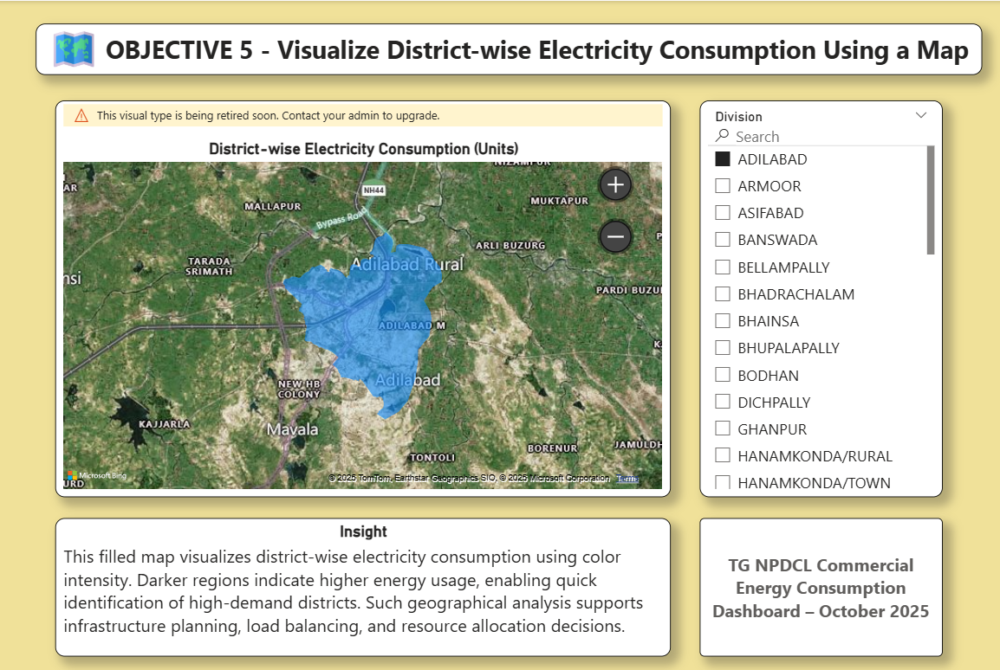 OBJECTIVE 5 - Visualize District-wise Electricity Consumption Using a Map
This visual type is being retired soon. Contact your admin to upgrade.
District-wise Electricity Consumption (Units)
NIZAMPUR
AR
NH44
MALLAPUR
MUKTAPUR
Bypass Road
ARLI BUZURG
TARADA
SRIMATH
Adilabad Rural
nsi
PARDI BUZU
ADILABAD M
K
NEW HB
COLONY
Adilabad
KAJJARLA
Mavala
TONTOLI
BORENUR
JAMULDH
Microsoft Bing
URD
© 2025 TomTom, Earthstar Geographics SIO, © 2025 Microsoft Corporation Terms
Division
Search
ADILABAD
ARMOOR
ASIFABAD
BANSWADA
BELLAMPALLY
BHADRACHALAM
BHAINSA
BHUPALAPALLY
BODHAN
DICHPALLY
GHANPUR
HANAMKONDA/RURAL
HANAMKONDA/TOWN
Insight
This filled map visualizes district-wise electricity consumption using color
intensity. Darker regions indicate higher energy usage, enabling quick
identification of high-demand districts. Such geographical analysis supports
infrastructure planning, load balancing, and resource allocation decisions.
TG NPDCL Commercial
Energy Consumption
Dashboard – October 2025